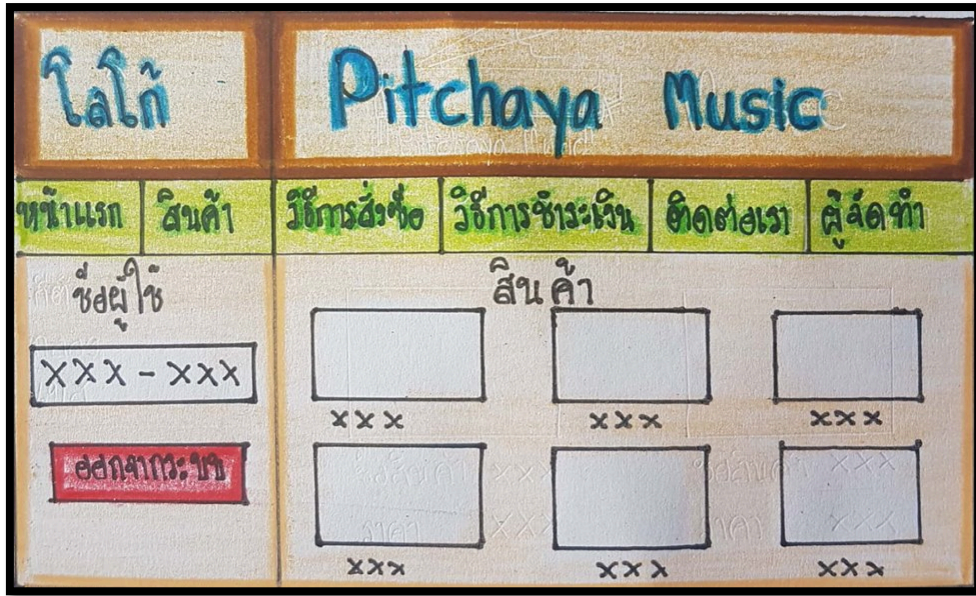 โลโก้
Pitchaya Music
หน้าแรก
สินค้า
วิธีการสั่งซื้อ
วิธีการชำระเงิน
ติดต่อเรา
ผู้จัดทำ
ชื่อผู้ใช้
xxx - xxx
ออกจากระบบ
สินค้า
xxx xxx xxx
xxx xxx xxx